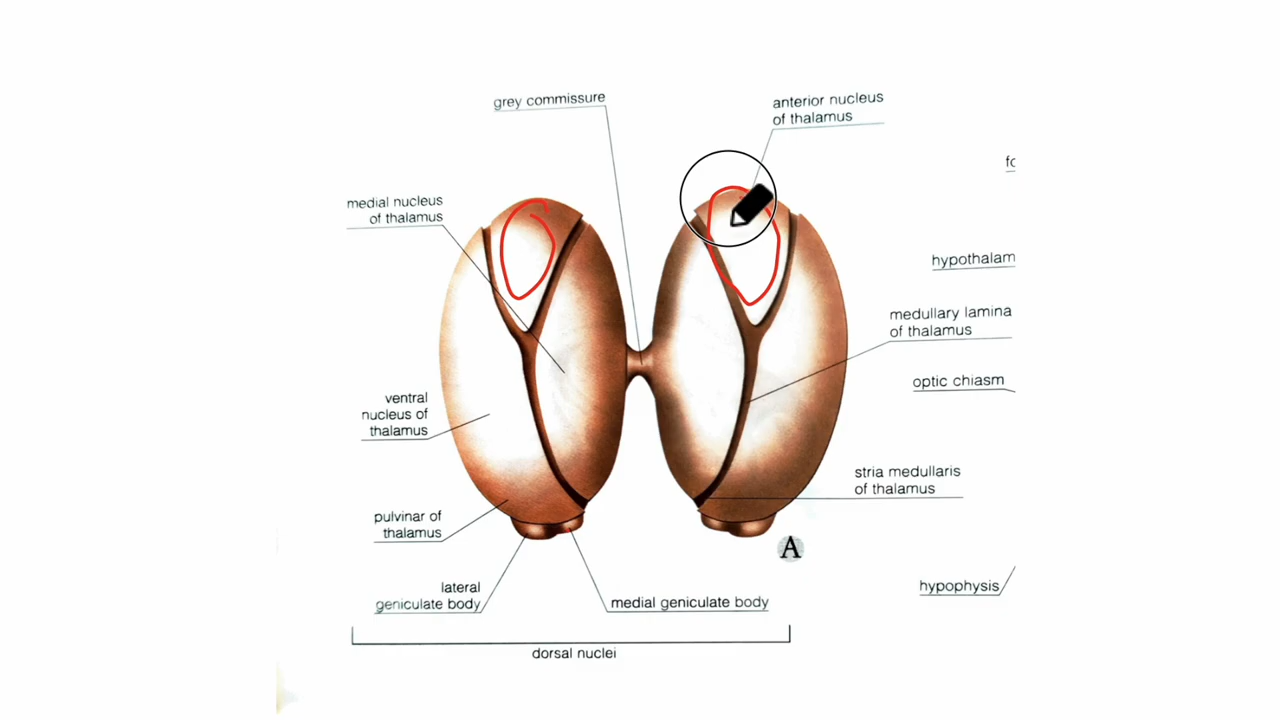 grey commissure
anterior nucleus
of thalamus
fo
medial nucleus
of thalamus
hypothalam
medullary lamina
of thalamus
optic chiasm
ventral
nucleus of
thalamus
stria medullaris
of thalamus
pulvinar of
thalamus
A
lateral
geniculate body
medial geniculate body
hypophysis
dorsal nuclei